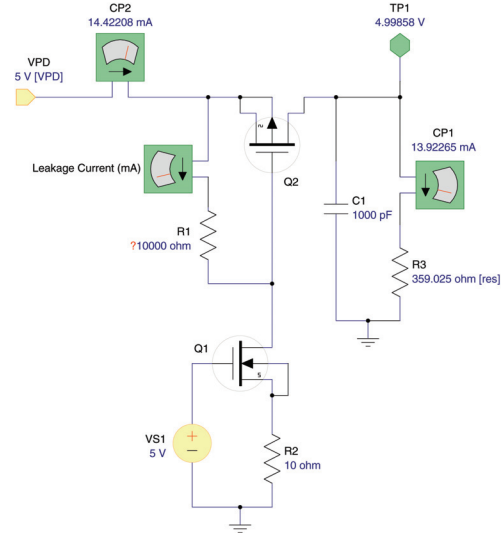 CP2
14.42208 mA
TP1
4.99858 V
VPD
5 V [VPD]
CP1
13.92265 mA
Leakage Current (mA)
Q2
C1
1000 pF
R1
?10000 ohm
R3
359.025 ohm [res]
Q1
S
VS1
5 V
R2
10 ohm